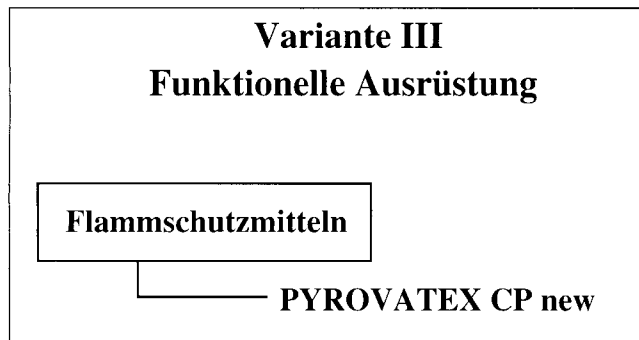 Variante III
Funktionelle Ausrüstung
Flammschutzmitteln
PYROVATEX CP new